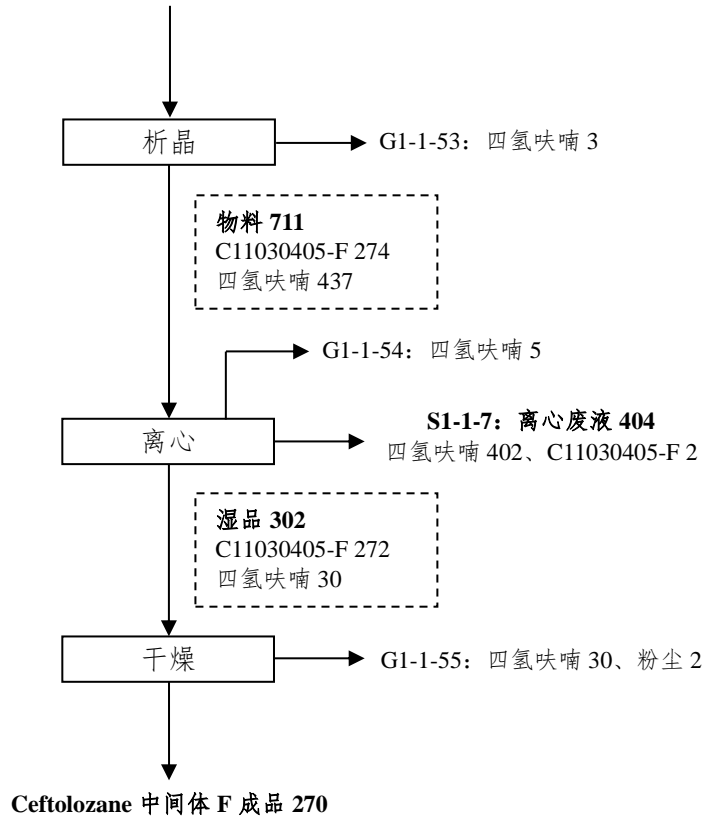 析晶
G1-1-53：四氢呋喃 3
物料 711
C11030405-F 274
四氢呋喃 437
G1-1-54：四氢呋喃 5
离心
S1-1-7：离心废液 404
四氢呋喃 402、C11030405-F 2
湿品 302
C11030405-F 272
四氢呋喃 30
干燥
G1-1-55：四氢呋喃 30、粉尘 2
Ceftolozane 中间体 F 成品 270